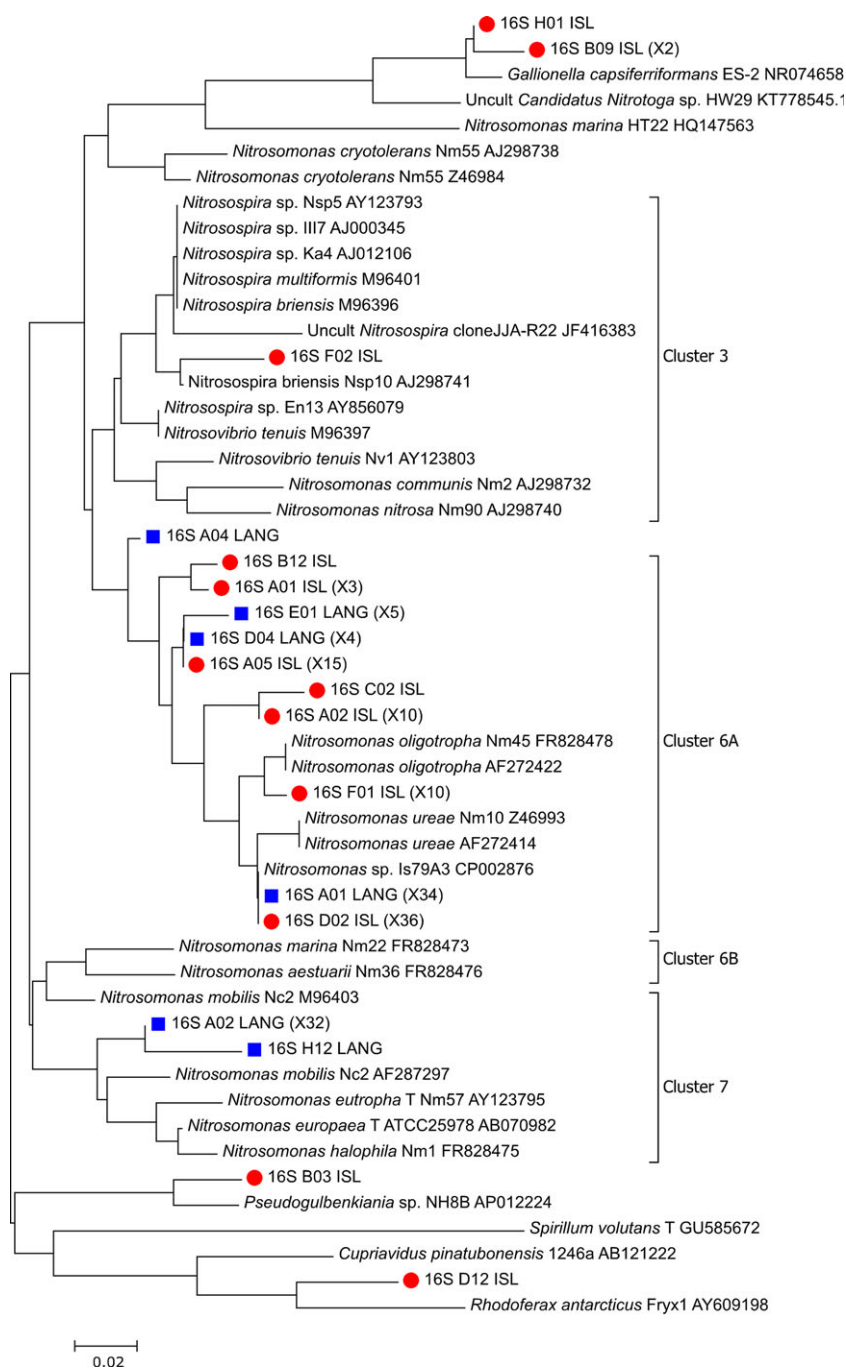 16S H01 ISL
16S B09 ISL (X2)
Gallionella capsiferriformans ES-2 NR074658
Uncult Candidatus Nitrotoga sp. HW29 KT778545.1
Nitrosomonas marina HT22 HQ147563
Nitrosomonas cryotolerans Nm55 AJ298738
Nitrosomonas cryotolerans Nm55 Z46984
Nitrosospira sp. Nsp5 AY123793
Nitrosospira sp. III7 AJ000345
Nitrosospira sp. Ka4 AJ012106
Nitrosospira multiformis M96401
Nitrosospira briensis M96396
Uncult Nitrosospira cloneJJA-R22 JF416383
16S F02 ISL
Cluster 3
Nitrosospira briensis Nsp10 AJ298741
Nitrosospira sp. En13 AY856079
Nitrosovibrio tenuis M96397
Nitrosovibrio tenuis Nv1 AY123803
Nitrosomonas communis Nm2 AJ298732
Nitrosomonas nitrosa Nm90 AJ298740
16S A04 LANG
16S B12 ISL
16S A01 ISL (X3)
16S E01 LANG (X5)
16S D04 LANG (X4)
16S A05 ISL (X15)
16S C02 ISL
16S A02 ISL (X10)
Nitrosomonas oligotropha Nm45 FR828478
Cluster 6A
Nitrosomonas oligotropha AF272422
16S F01 ISL (X10)
Nitrosomonas ureae Nm10 Z46993
Nitrosomonas ureae AF272414
Nitrosomonas sp. Is79A3 CP002876
16S A01 LANG (X34)
16S D02 ISL (X36)
Nitrosomonas marina Nm22 FR828473
Cluster 6B
Nitrosomonas aestuarii Nm36 FR828476
Nitrosomonas mobilis Nc2 M96403
16S A02 LANG (X32)
16S H12 LANG
Nitrosomonas mobilis Nc2 AF287297
Cluster 7
Nitrosomonas eutropha T Nm57 AY123795
Nitrosomonas europaea T ATCC25978 AB070982
Nitrosomonas halophila Nm1 FR828475
16S B03 ISL
Pseudogulbenkiania sp. NH8B AP012224
Spirillum volutans T GU585672
Cupriavidus pinatubonensis 1246a AB121222
16S D12 ISL
Rhodoferax antarcticus Fryx1 AY609198
0.02